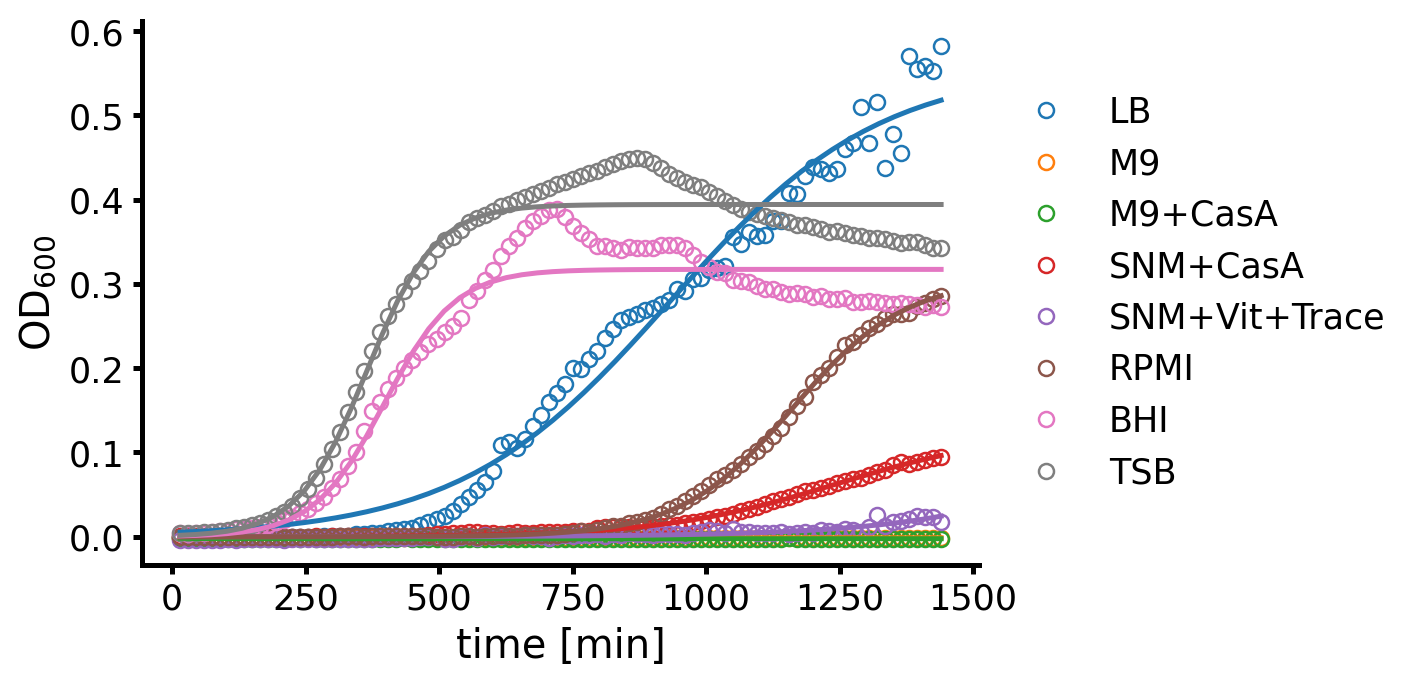 OD600
0.6
0.5
0.4
0.3
0.2
0.1
0.0
0 250 500 750 1000 1250 1500
time [min]
LB
M9
M9+CasA
SNM+CasA
SNM+Vit+Trace
RPMI
BHI
TSB